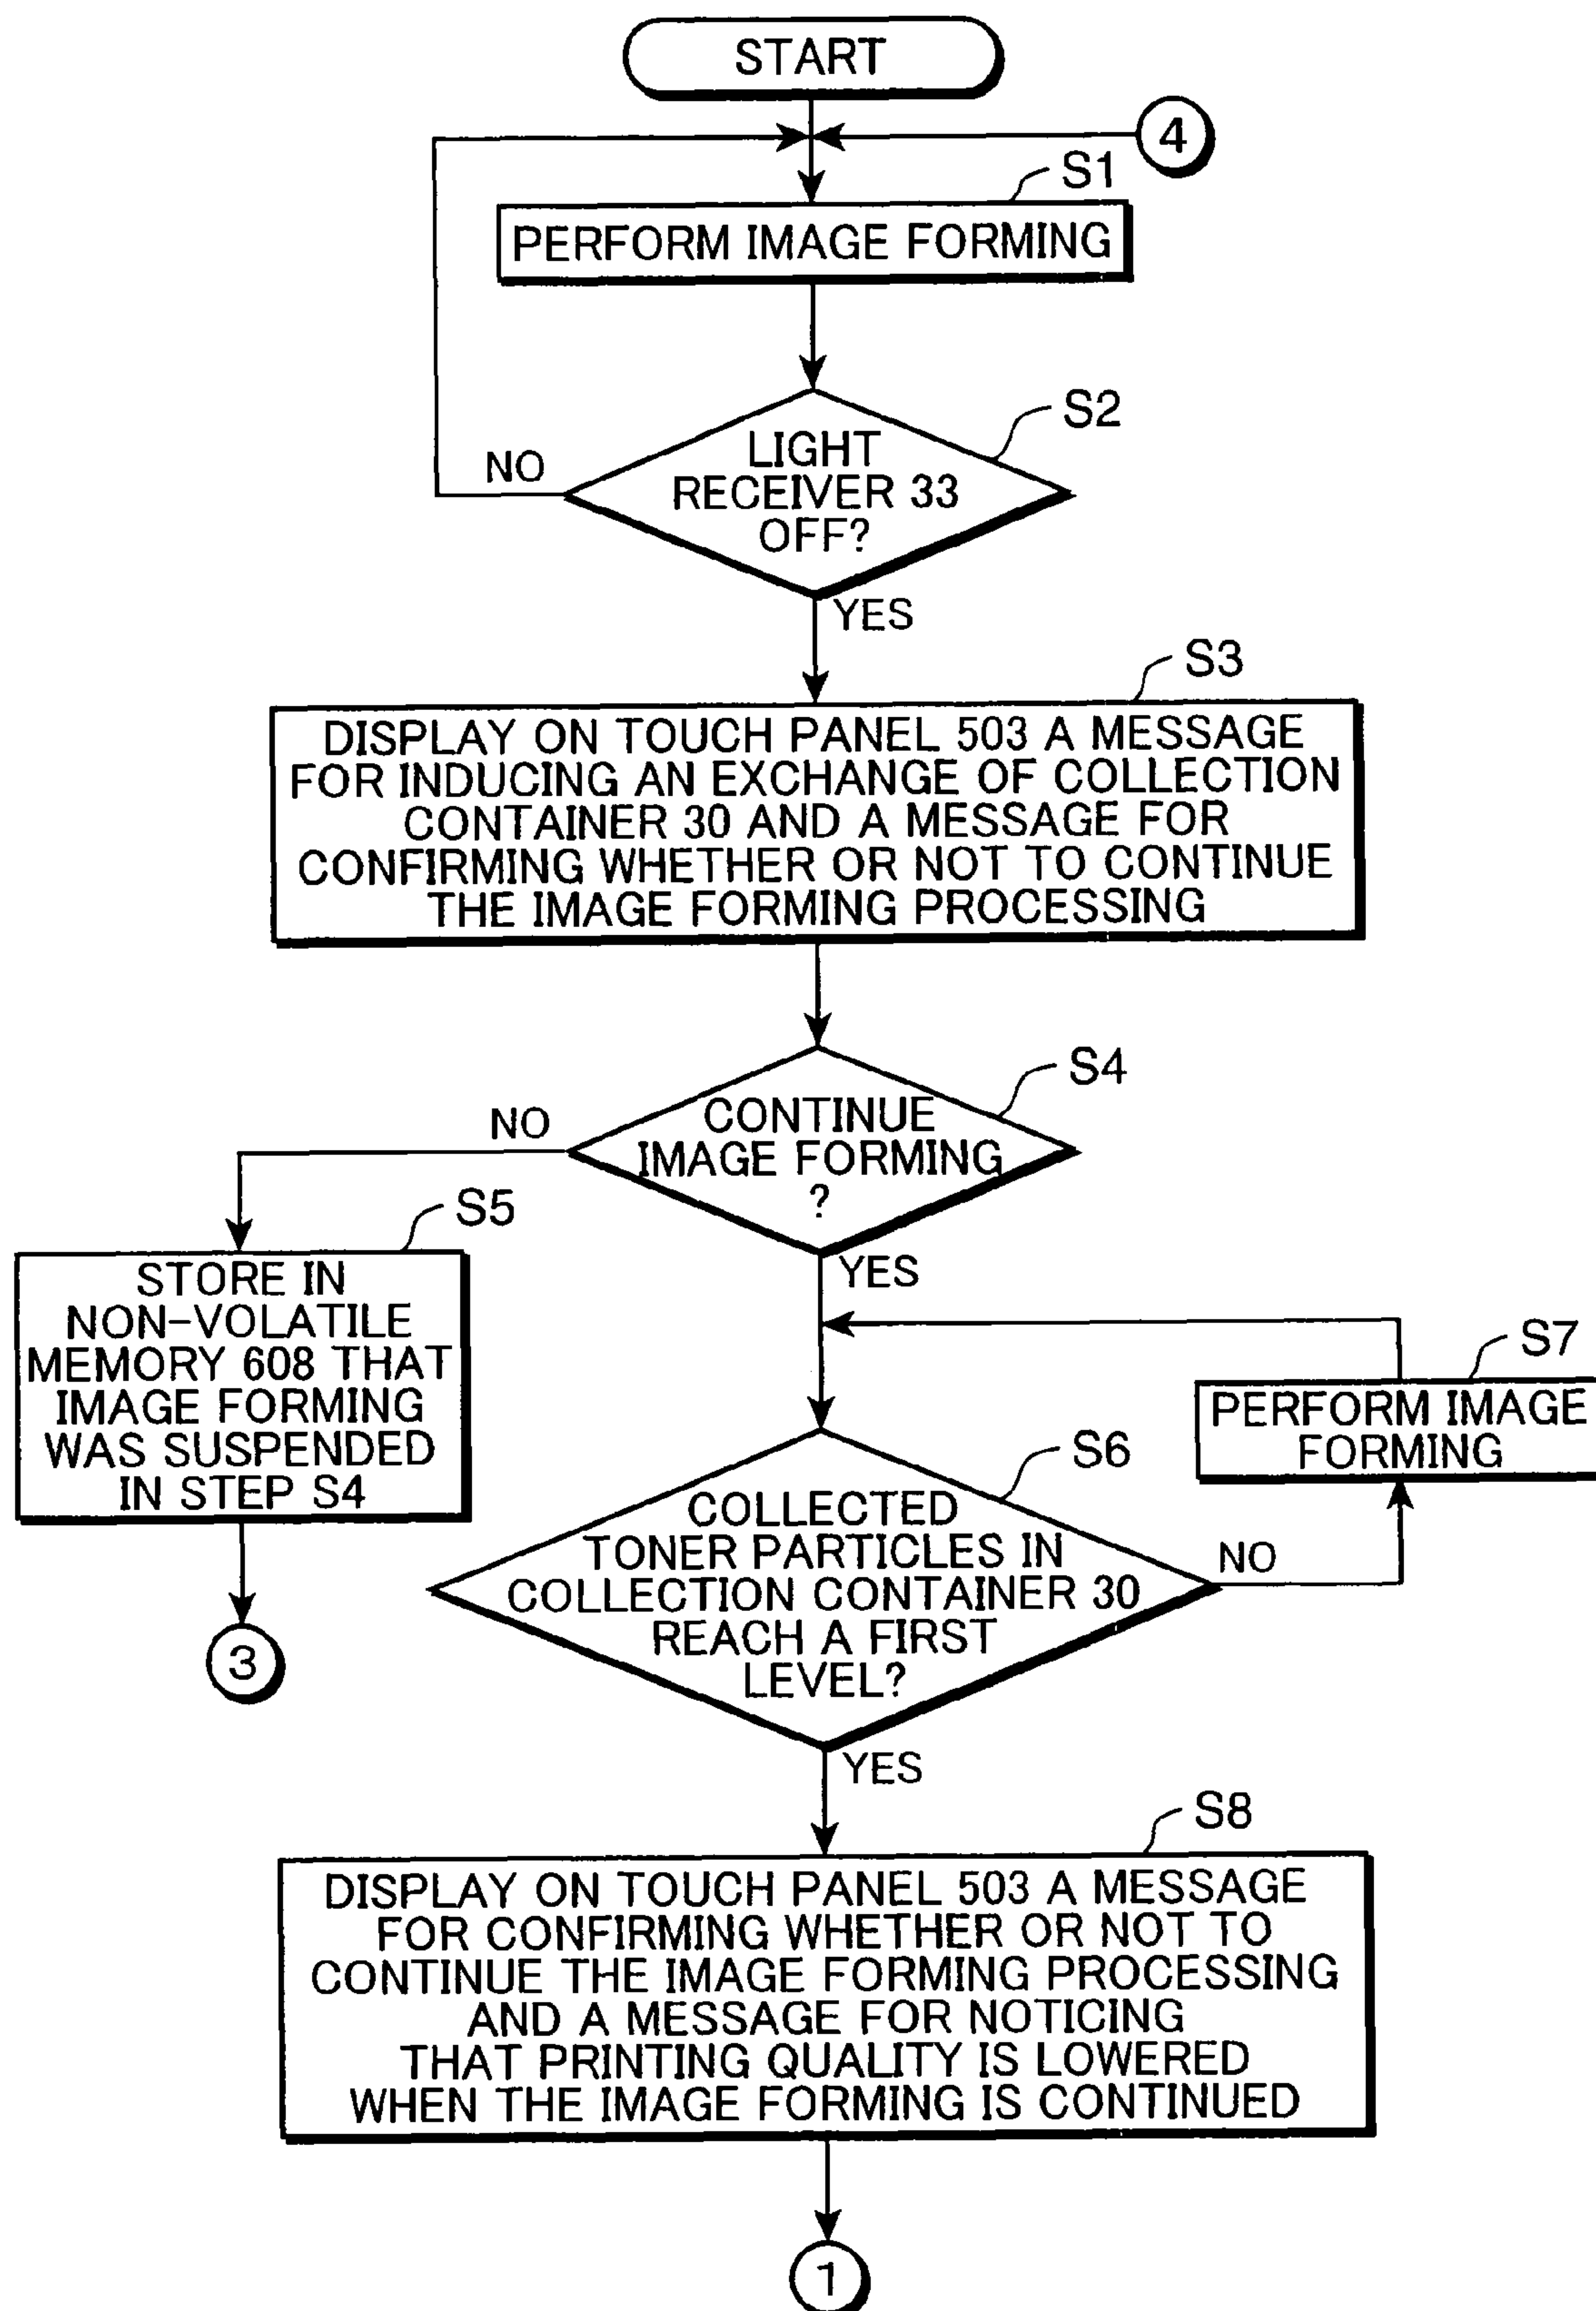 START
4
S1
PERFORM IMAGE FORMING
S2
LIGHT
RECEIVER 33
OFF?
NO
YES
S3
DISPLAY ON TOUCH PANEL 503 A MESSAGE
FOR INDUCING AN EXCHANGE OF COLLECTION
CONTAINER 30 AND A MESSAGE FOR
CONFIRMING WHETHER OR NOT TO CONTINUE
THE IMAGE FORMING PROCESSING
S4
CONTINUE
IMAGE FORMING
?
NO
YES
S5
STORE IN
NON-VOLATILE
MEMORY 608 THAT
IMAGE FORMING
WAS SUSPENDED
IN STEP S4
3
S7
PERFORM IMAGE
FORMING
S6
COLLECTED
TONER PARTICLES IN
COLLECTION CONTAINER 30
REACH A FIRST
LEVEL?
NO
YES
S8
DISPLAY ON TOUCH PANEL 503 A MESSAGE
FOR CONFIRMING WHETHER OR NOT TO
CONTINUE THE IMAGE FORMING PROCESSING
AND A MESSAGE FOR NOTICING
THAT PRINTING QUALITY IS LOWERED
WHEN THE IMAGE FORMING IS CONTINUED
1